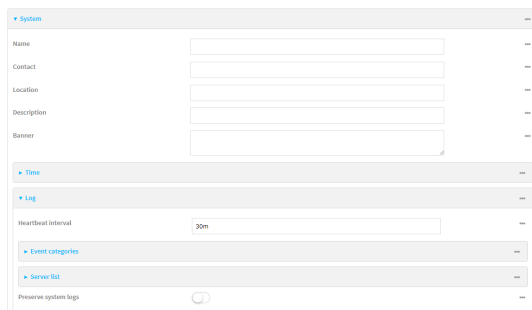 System
Name
Contact
Location
Description
Banner
Time
Log
Heartbeat interval
30m
Event categories
Server list
Preserve system logs